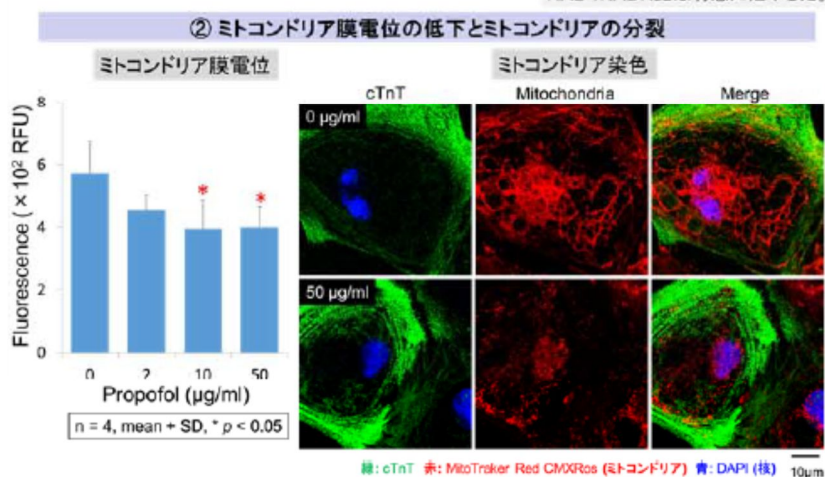 ② ミトコンドリア膜電位の低下とミトコンドリアの分裂
ミトコンドリア膜電位
ミトコンドリア染色
cTnT
Mitochondria
Merge
0 µg/ml
50 µg/ml
Fluorescence (×10² RFU)
8
6
4
2
0
*
*
0
2
10
50
Propofol (µg/ml)
n = 4, mean + SD, * p < 0.05
緑: cTnT 赤: MitoTraker Red CMXRos (ミトコンドリア) 青: DAPI (核)
10µm